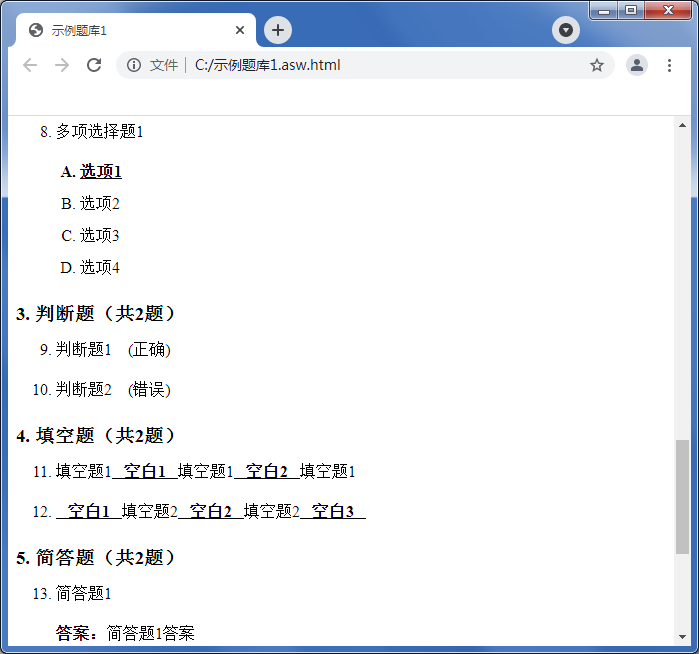 示例题库1
文件 C:/示例题库1.asw.html
8. 多项选择题1
A. 选项1
B. 选项2
C. 选项3
D. 选项4
3. 判断题（共2题）
9. 判断题1 (正确)
10. 判断题2 (错误)
4. 填空题（共2题）
11. 填空题1 空白1 填空题1 空白2 填空题1
12. 空白1 填空题2 空白2 填空题2 空白3
5. 简答题（共2题）
13. 简答题1
答案：简答题1答案